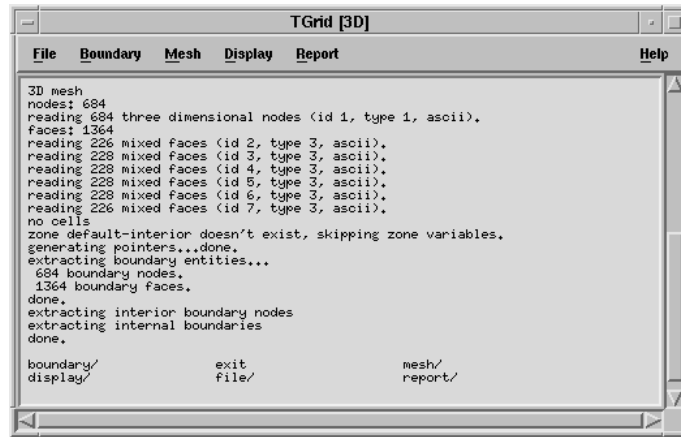 TGrid [3D]
File Boundary Mesh Display Report Help
3D mesh
nodes: 684
reading 684 three dimensional nodes (id 1, type 1, ascii).
faces: 1364
reading 226 mixed faces (id 2, type 3, ascii).
reading 228 mixed faces (id 3, type 3, ascii).
reading 228 mixed faces (id 4, type 3, ascii).
reading 228 mixed faces (id 5, type 3, ascii).
reading 228 mixed faces (id 6, type 3, ascii).
reading 226 mixed faces (id 7, type 3, ascii).
no cells
zone default-interior doesn't exist, skipping zone variables.
generating pointers...done.
extracting boundary entities...
684 boundary nodes.
1364 boundary faces.
done.
extracting interior boundary nodes
extracting internal boundaries
done.
boundary/ exit mesh/
display/ file/ report/